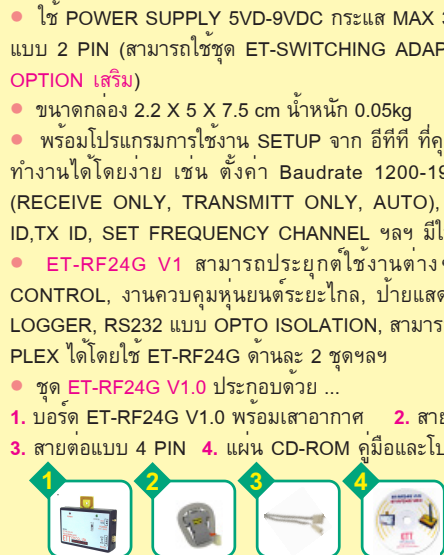 ● ใช้ POWER SUPPLY 5VD-9VDC กระแส MAX
แบบ 2 PIN (สามารถใช้ชุด ET-SWITCHING ADAP
OPTION เสริม)
● ขนาดกล่อง 2.2 X 5 X 7.5 cm น้ำหนัก 0.05kg
● พร้อมโปรแกรมการใช้งาน SETUP จาก อีทีที ที่คุ
ทำงานได้โดยง่าย เช่น ตั้งค่า Baudrate 1200-19
(RECEIVE ONLY, TRANSMITT ONLY, AUTO),
ID,TX ID, SET FREQUENCY CHANNEL ฯลฯ มีใ
● ET-RF24G V1 สามารถประยุกต์ใช้งานต่างๆ
CONTROL, งานควบคุมหุ่นยนต์ระยะไกล, ป้ายแสด
LOGGER, RS232 แบบ OPTO ISOLATION, สามาร
PLEX ได้โดยใช้ ET-RF24G ด้านละ 2 ชุดฯลฯ
● ชุด ET-RF24G V1.0 ประกอบด้วย ...
1. บอร์ด ET-RF24G V1.0 พร้อมเสาอากาศ 2. สาย
3. สายต่อแบบ 4 PIN 4. แผ่น CD-ROM คู่มือและโป
1 2 3 4
ETT